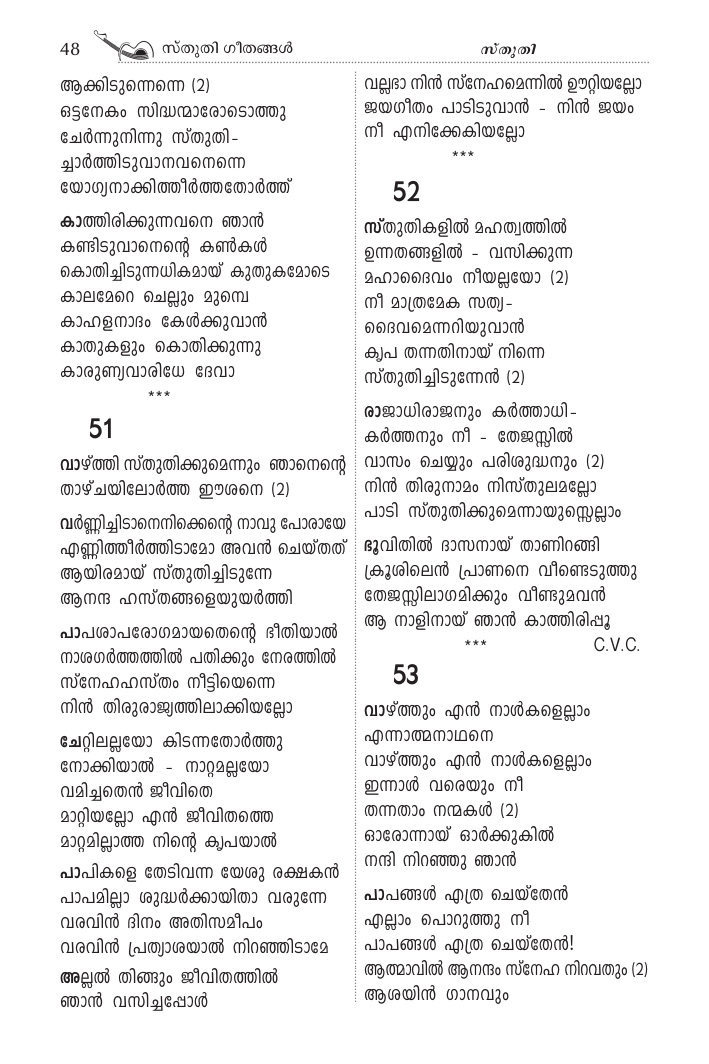 48 സ്തുതി ഗീതങ്ങൾ സ്തുതി
ആക്കിടുന്നെന്നെ (2)
ഒട്ടനേകം സിദ്ധന്മാരോടൊത്തു
ചേർന്നുനിന്നു സ്തുതി-
ച്ചാർത്തിടുവാനവനെന്നെ
യോഗ്യനാക്കിത്തീർത്തതോർത്ത്
കാത്തിരിക്കുന്നവനെ ഞാൻ
കണ്ടിടുവാനെന്റെ കൺകൾ
കൊതിച്ചിടുന്നധികമായ് കുതുകമോടെ
കാലമേറെ ചെല്ലും മുമ്പെ
കാഹളനാദം കേൾക്കുവാൻ
കാതുകളും കൊതിക്കുന്നു
കാരുണ്യവാരിധേ ദേവാ
***
51
വാഴ്ത്തി സ്തുതിക്കുമെന്നും ഞാനെന്റെ
താഴ്ചയിലോർത്ത ഈശനെ (2)
വർണ്ണിച്ചിടാനെനിക്കെന്റെ നാവു പോരായേ
എണ്ണിത്തീർത്തിടാമോ അവൻ ചെയ്തത്
ആയിരമായ് സ്തുതിച്ചിടുന്നേ
ആനന്ദ ഹസ്തങ്ങളെയുയർത്തി
പാപശാപരോഗമായതെന്റെ ഭീതിയാൽ
നാശഗർത്തത്തിൽ പതിക്കും നേരത്തിൽ
സ്നേഹഹസ്തം നീട്ടിയെന്നെ
നിൻ തിരുരാജ്യത്തിലാക്കിയല്ലോ
ചേറ്റിലല്ലയോ കിടന്നതോർത്തു
നോക്കിയാൽ - നാറ്റമല്ലയോ
വമിച്ചതെൻ ജീവിതെ
മാറ്റിയല്ലോ എൻ ജീവിതത്തെ
മാറ്റമില്ലാത്ത നിന്റെ കൃപയാൽ
പാപികളെ തേടിവന്ന യേശു രക്ഷകൻ
പാപമില്ലാ ശുദ്ധർക്കായിതാ വരുന്നേ
വരവിൻ ദിനം അതിസമീപം
വരവിൻ പ്രത്യാശയാൽ നിറഞ്ഞിടാമേ
അല്ലൽ തിങ്ങും ജീവിതത്തിൽ
ഞാൻ വസിച്ചപ്പോൾ
വല്ലഭാ നിൻ സ്നേഹമെന്നിൽ ഊറ്റിയല്ലോ
ജയഗീതം പാടിടുവാൻ - നിൻ ജയം
നീ എനിക്കേകിയല്ലോ
***
52
സ്തുതികളിൽ മഹത്വത്തിൽ
ഉന്നതങ്ങളിൽ - വസിക്കുന്ന
മഹാദൈവം നീയല്ലയോ (2)
നീ മാത്രമേക സത്യ-
ദൈവമെന്നറിയുവാൻ
കൃപ തന്നതിനായ് നിന്നെ
സ്തുതിച്ചിടുന്നേൻ (2)
രാജാധിരാജനും കർത്താധി-
കർത്തനും നീ - തേജസ്സിൽ
വാസം ചെയ്യും പരിശുദ്ധനും (2)
നിൻ തിരുനാമം നിസ്തുലമല്ലോ
പാടി സ്തുതിക്കുമെന്നായുസ്സെല്ലാം
ഭൂവിതിൽ ദാസനായ് താണിറങ്ങി
ക്രൂശിലെൻ പ്രാണനെ വീണ്ടെടുത്തു
തേജസ്സിലാഗമിക്കും വീണ്ടുമവൻ
ആ നാളിനായ് ഞാൻ കാത്തിരിപ്പൂ
*** C.V.C.
53
വാഴ്ത്തും എൻ നാൾകളെല്ലാം
എന്നാത്മനാഥനെ
വാഴ്ത്തും എൻ നാൾകളെല്ലാം
ഇന്നാൾ വരെയും നീ
തന്നതാം നന്മകൾ (2)
ഓരോന്നായ് ഓർക്കുകിൽ
നന്ദി നിറഞ്ഞു ഞാൻ
പാപങ്ങൾ എത്ര ചെയ്തേൻ
എല്ലാം പൊറുത്തു നീ
പാപങ്ങൾ എത്ര ചെയ്തേൻ!
ആത്മാവിൽ ആനന്ദം സ്നേഹ നിറവതും (2)
ആശയിൻ ഗാനവും